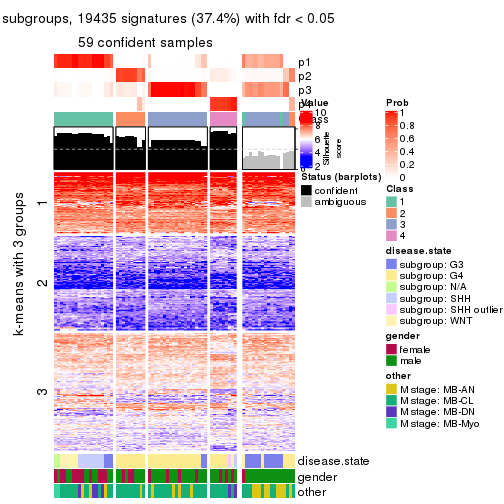 subgroups, 19435 signatures (37.4%) with fdr < 0.05
59 confident samples
p1
p2
p3
p4
Class
Value
10
8
6
4
2
Silhouette
score
Prob
1
0.8
0.6
0.4
0.2
0
Status (barplots)
confident
ambiguous
Class
1
2
3
4
disease.state
subgroup: G3
subgroup: G4
subgroup: N/A
subgroup: SHH
subgroup: SHH outlier
subgroup: WNT
gender
female
male
other
M stage: MB-AN
M stage: MB-CL
M stage: MB-DN
M stage: MB-Myo
k-means with 3 groups
1
2
3
disease.state
gender
other